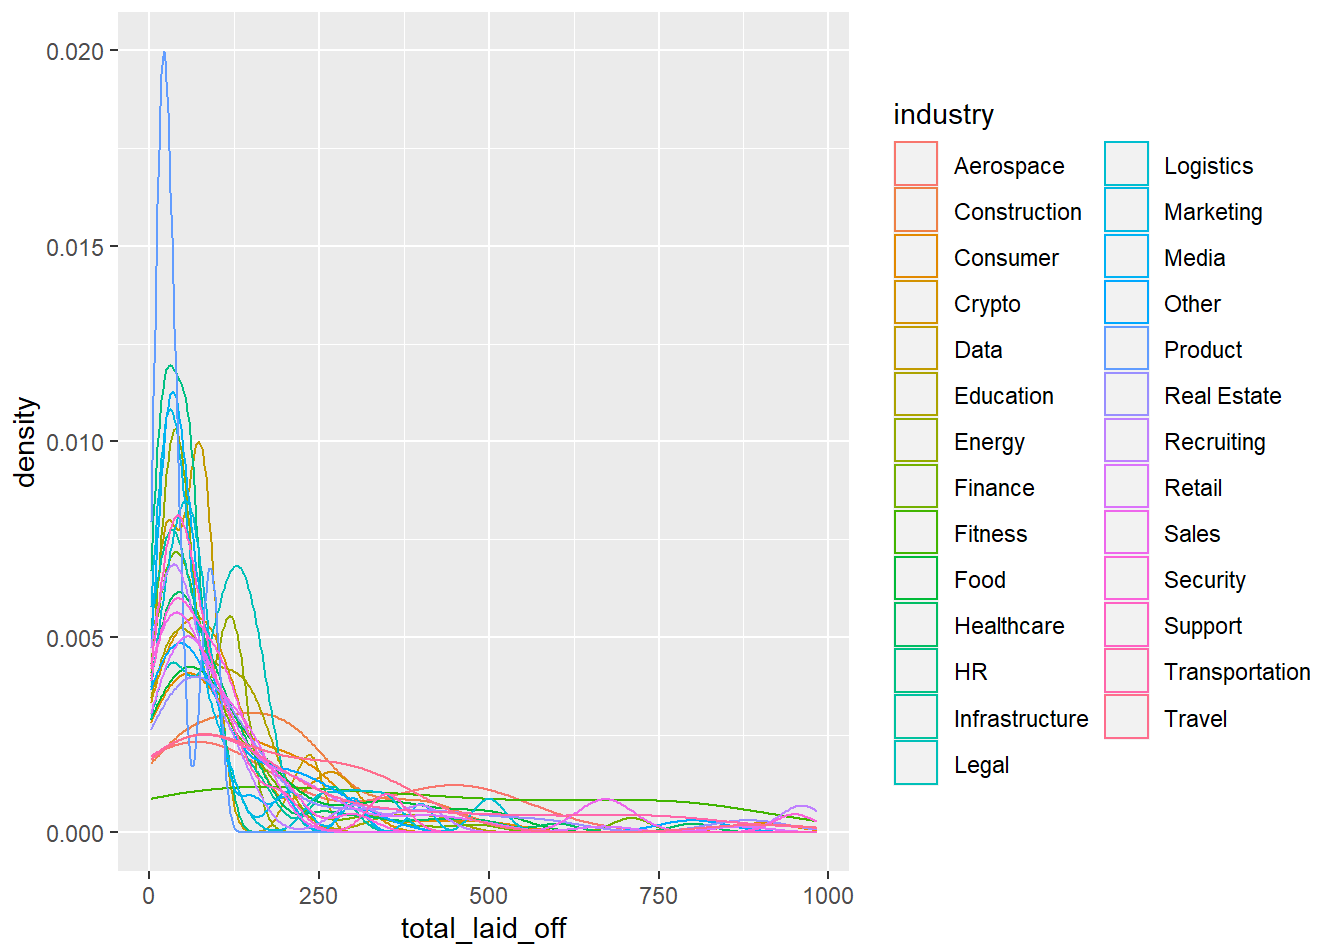 0.020
0.015
0.010
0.005
0.000
density
0 250 500 750 1000
total_laid_off
industry
Aerospace
Construction
Consumer
Crypto
Data
Education
Energy
Finance
Fitness
Food
Healthcare
HR
Infrastructure
Legal
Logistics
Marketing
Media
Other
Product
Real Estate
Recruiting
Retail
Sales
Security
Support
Transportation
Travel